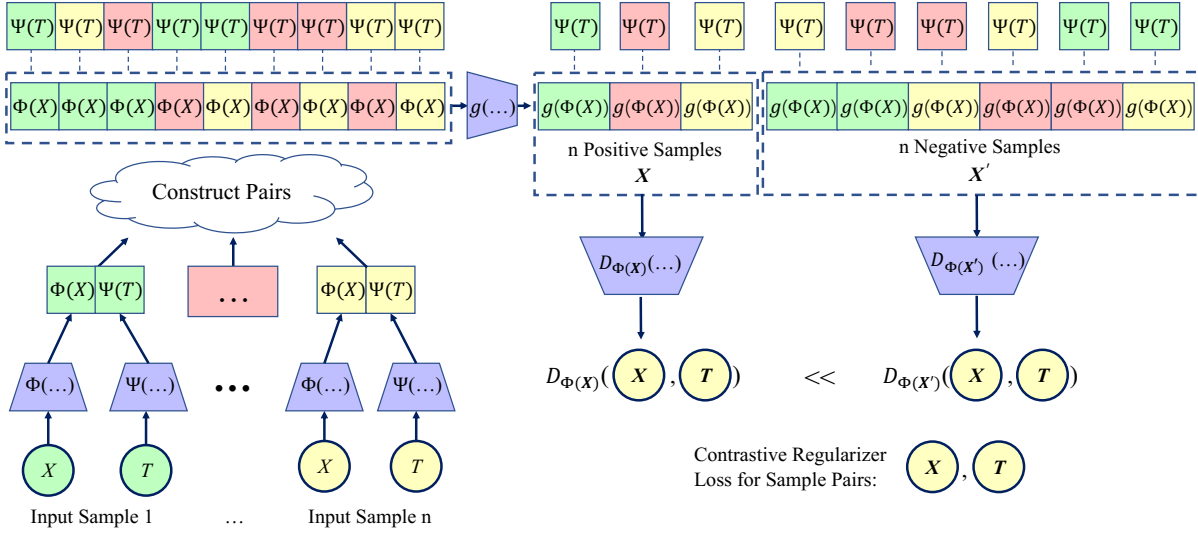 Ψ(T) Ψ(T) Ψ(T) Ψ(T) Ψ(T) Ψ(T) Ψ(T) Ψ(T) Ψ(T)
Φ(X) Φ(X) Φ(X) Φ(X) Φ(X) Φ(X) Φ(X) Φ(X) Φ(X)
g(...)
Ψ(T) Ψ(T) Ψ(T)
g(Φ(X)) g(Φ(X)) g(Φ(X))
n Positive Samples
X
Ψ(T) Ψ(T) Ψ(T) Ψ(T) Ψ(T) Ψ(T)
g(Φ(X)) g(Φ(X)) g(Φ(X)) g(Φ(X)) g(Φ(X)) g(Φ(X))
n Negative Samples
X′
Construct Pairs
Φ(X) Ψ(T) ... Φ(X) Ψ(T)
Φ(...) Ψ(...) ... Φ(...) Ψ(...)
X T X T
Input Sample 1 ... Input Sample n
D_Φ(X)(...) D_Φ(X′) (...)
D_Φ(X)(X, T) << D_Φ(X′)(X, T)
Contrastive Regularizer
Loss for Sample Pairs: X, T